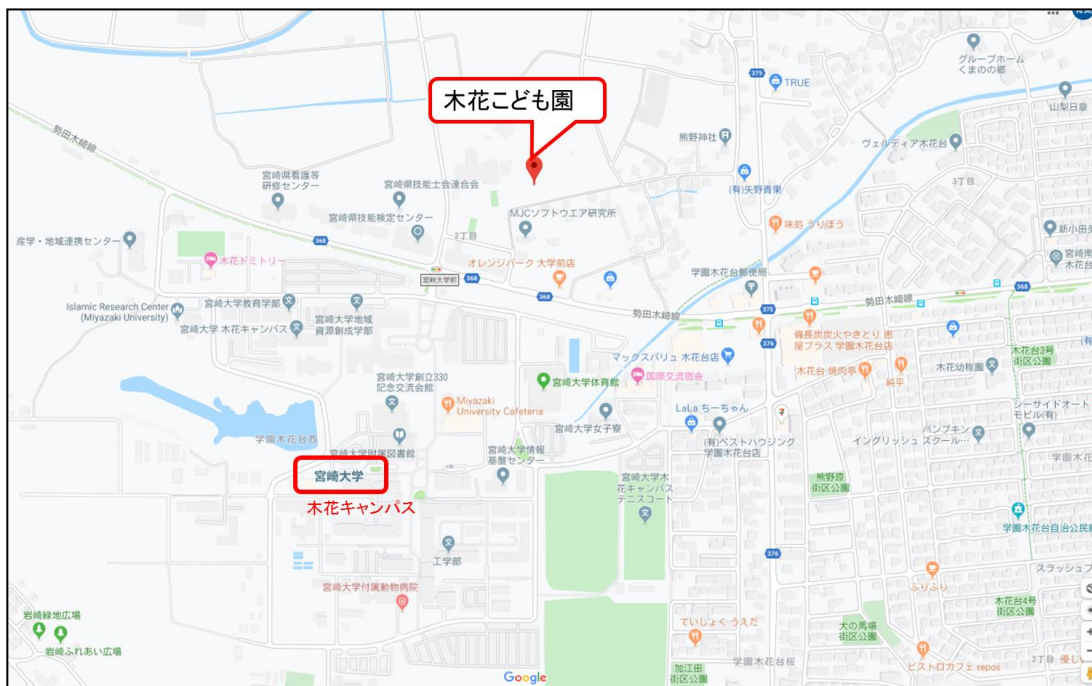 グループホーム
くまのの郷
375
TRUE
山梨日章
木花こども園
勢田木崎線
熊野神社
ヴェルディア木花台
3丁目
宮崎県看護等
研修センター
宮崎県技能士会連合会
(有)矢野青果
宮崎県技能検定センター
MJCソフトウエア研究所
味処 うりぼう
産学・地域連携センター
368
2丁目
木花ドミトリー
オレンジパーク 大学前店
学園木花台郵便局
宮崎大学前
368
368
368
Islamic Research Center
(Miyazaki University)
宮崎大学教育学部
宮崎大学 木花キャンパス
宮崎大学地域
資源創成学部
勢田木崎線
375
勢田木崎線
備長炭炭火やきとり 恵
屋プラス 学園木花台店
376
マックスバリュ 木花台店
木花台3号
街区公園
木花台 焼肉亭
純平
木花幼稚園
宮崎大学創立330
記念交流会館
宮崎大学体育館
国際交流宿舎
Miyazaki
University Cafeteria
LaLa ちーちゃん
宮崎大学女子寮
(有)ベストハウジング
学園木花台店
パンプキン
イングリッシュ スクール…
シーサイドオート
モビル(有)
学園木花台西
宮崎大学附属図書館
宮崎大学情報
基盤センター
宮崎大学木
花キャンパス
テニスコート
熊野原
街区公園
宮崎大学
木花キャンパス
学園木花台自治公民館
工学部
376
スラッシュフ
宮崎大学付属動物病院
ふりふり
木花台4号
街区公園
岩崎緑地広場
岩崎ふれあい広場
ていしょく うえだ
犬の馬場
街区公園
加江田
街区公園
学園木花台桜
ビストロカフェ repos
2丁目
Google